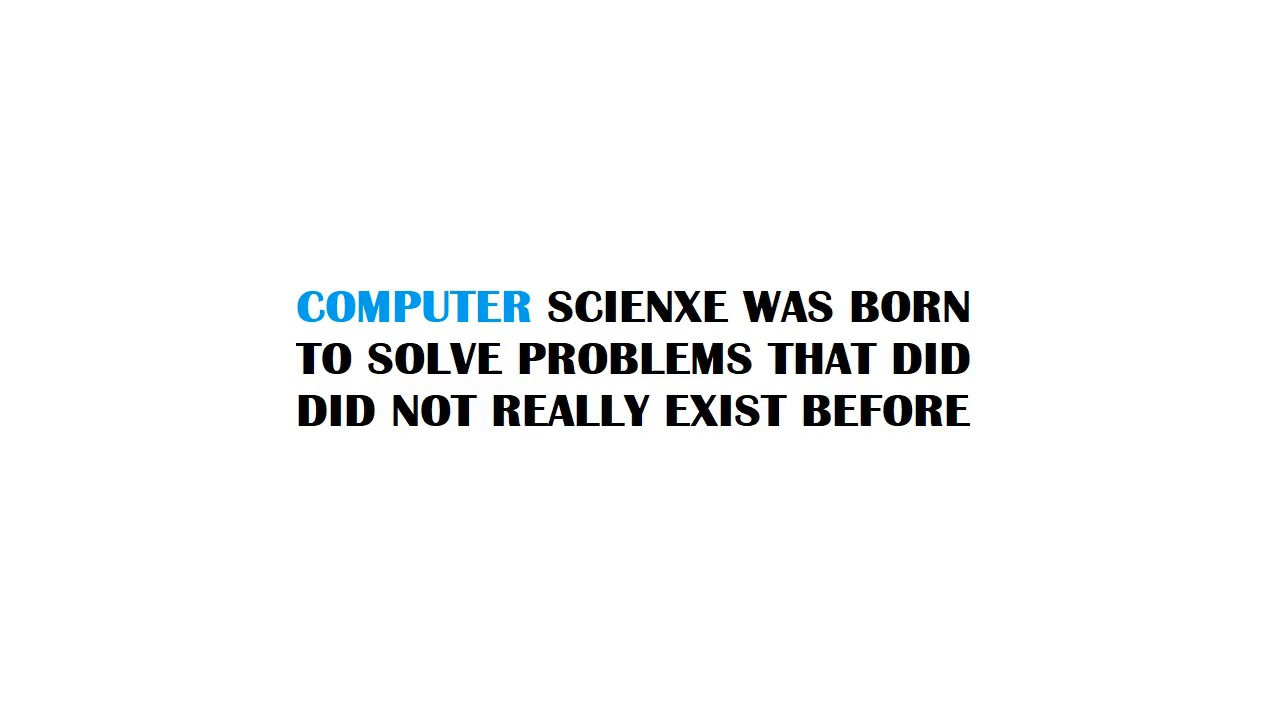 COMPUTER SCIENXE WAS BORN
TO SOLVE PROBLEMS THAT DID
DID NOT REALLY EXIST BEFORE